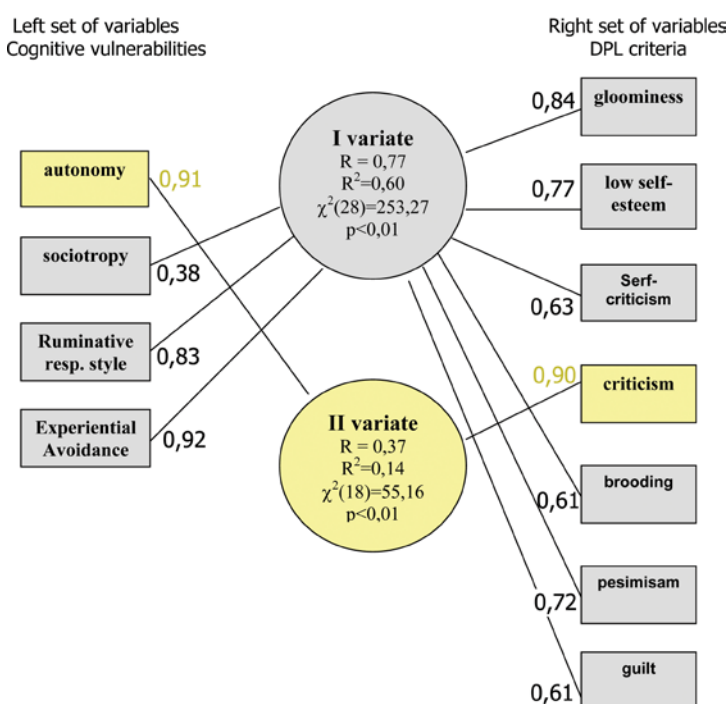 Left set of variables
Cognitive vulnerabilities
Right set of variables
DPL criteria
autonomy
0,91
sociotropy
0,38
Ruminative
resp. style
0,83
Experiential
Avoidance
0,92
I variate
R = 0,77
R²=0,60
χ²(28)=253,27
p<0,01
II variate
R = 0,37
R²=0,14
χ²(18)=55,16
p<0,01
0,84
gloominess
0,77
low self-
esteem
0,63
Serf-
criticism
0,90
criticism
0,61
brooding
0,72
pesimisam
0,61
guilt